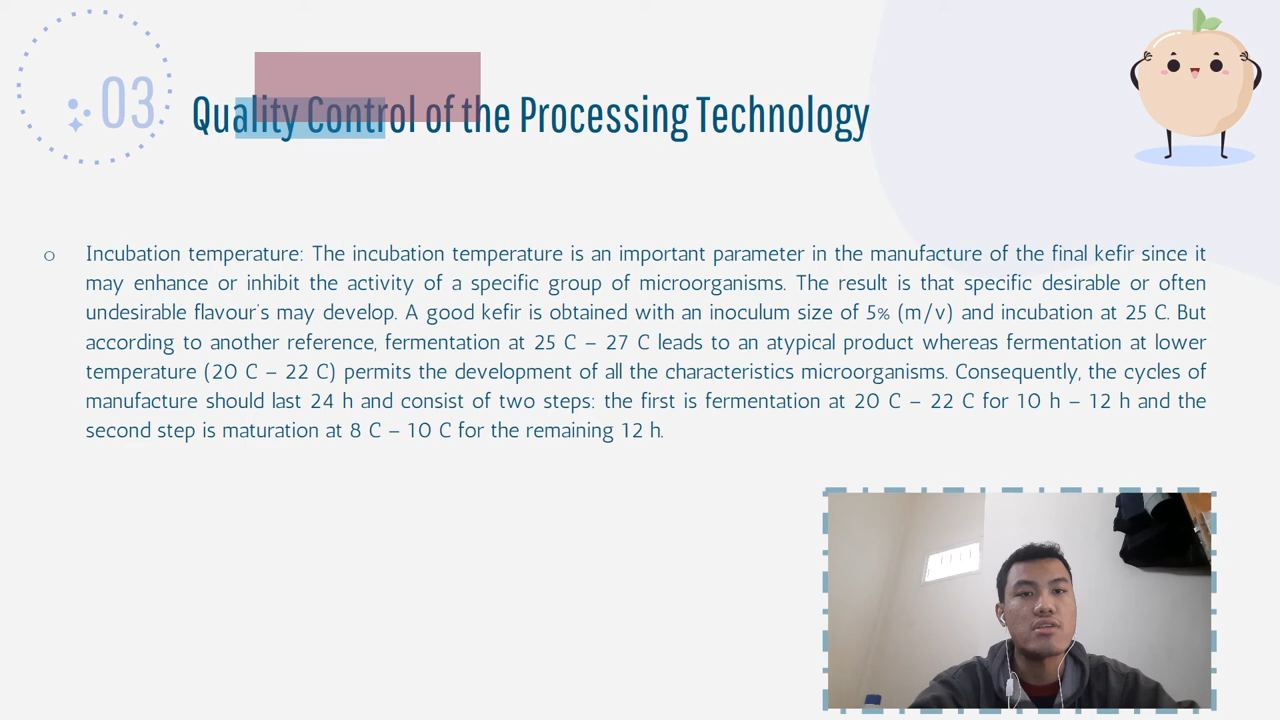 03
Quality Control of the Processing Technology
o Incubation temperature: The incubation temperature is an important parameter in the manufacture of the final kefir since it
may enhance or inhibit the activity of a specific group of microorganisms. The result is that specific desirable or often
undesirable flavour's may develop. A good kefir is obtained with an inoculum size of 5% (m/v) and incubation at 25 C. But
according to another reference, fermentation at 25 C – 27 C leads to an atypical product whereas fermentation at lower
temperature (20 C – 22 C) permits the development of all the characteristics microorganisms. Consequently, the cycles of
manufacture should last 24 h and consist of two steps: the first is fermentation at 20 C – 22 C for 10 h – 12 h and the
second step is maturation at 8 C – 10 C for the remaining 12 h.